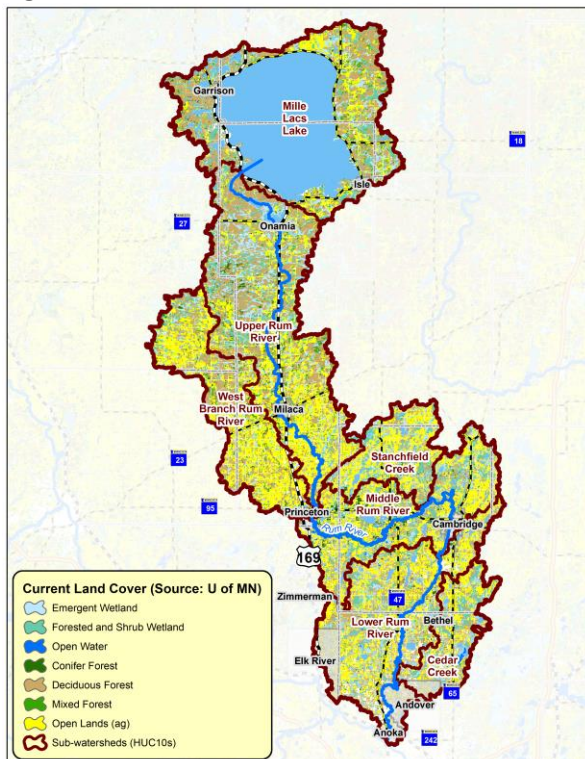 Garrison
Mille
Lacs
Lake
18
Isle
27
Onamia
Upper Rum
River
West
Branch Rum
River
Milaca
Stanchfield
Creek
23
95
Princeton
Middle
Rum River
Rum River
Cambridge
169
Zimmerman
47
Bethel
Lower Rum
River
Elk River
Cedar
Creek
65
Andover
Anoka
242
Current Land Cover (Source: U of MN)
Emergent Wetland
Forested and Shrub Wetland
Open Water
Conifer Forest
Deciduous Forest
Mixed Forest
Open Lands (ag)
Sub-watersheds (HUC10s)